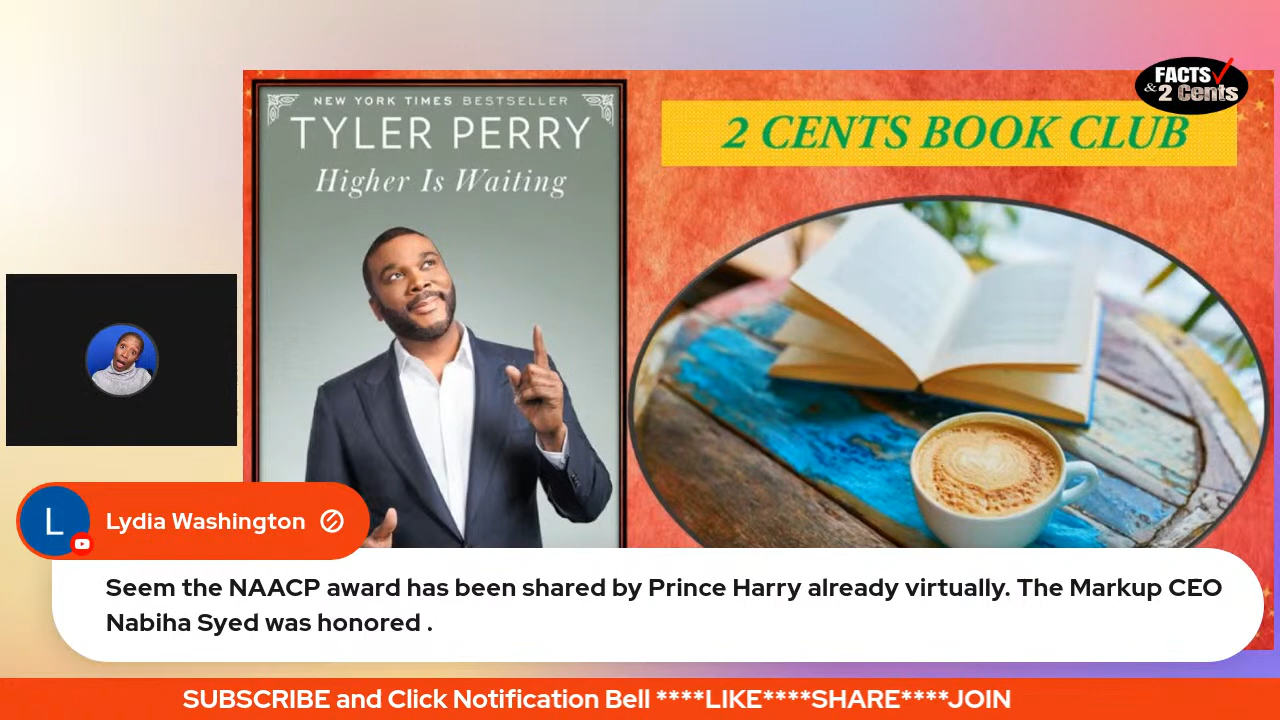 FACTS
& 2 Cents
NEW YORK TIMES BESTSELLER
TYLER PERRY
Higher Is Waiting
2 CENTS BOOK CLUB
L
Lydia Washington
Seem the NAACP award has been shared by Prince Harry already virtually. The Markup CEO
Nabiha Syed was honored .
SUBSCRIBE and Click Notification Bell ****LIKE****SHARE****JOIN